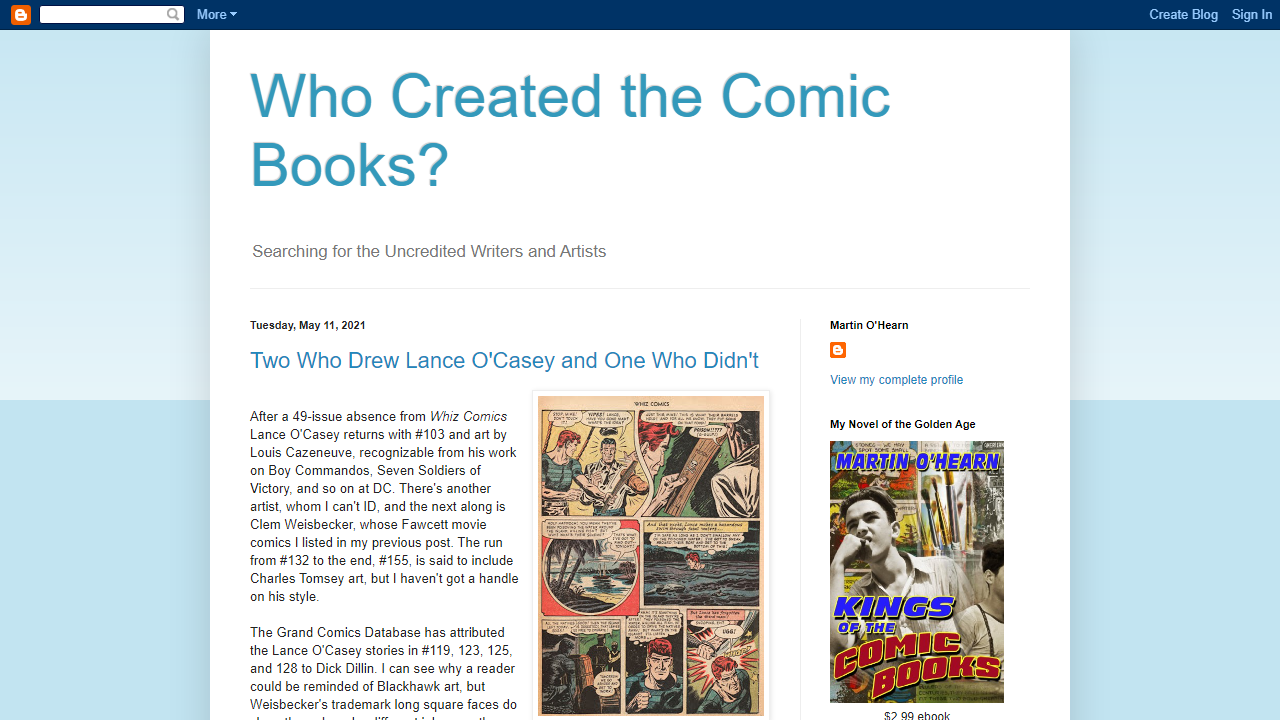 More
Create Blog
Sign In
Who Created the Comic
Books?
Searching for the Uncredited Writers and Artists
Tuesday, May 11, 2021
Two Who Drew Lance O'Casey and One Who Didn't
After a 49-issue absence from Whiz Comics
Lance O'Casey returns with #103 and art by
Louis Cazeneuve, recognizable from his work
on Boy Commandos, Seven Soldiers of
Victory, and so on at DC. There's another
artist, whom I can't ID, and the next along is
Clem Weisbecker, whose Fawcett movie
comics I listed in my previous post. The run
from #132 to the end, #155, is said to include
Charles Tomsey art, but I haven't got a handle
on his style.
The Grand Comics Database has attributed
the Lance O'Casey stories in #119, 123, 125,
and 128 to Dick Dillin. I can see why a reader
could be reminded of Blackhawk art, but
Weisbecker's trademark long square faces do
WHIZ COMICS
UGG!
Martin O'Hearn
View my complete profile
My Novel of the Golden Age
MARTIN O'HEARN
KINGS
OF THE
COMIC
BOOKS
$2.99 ebook